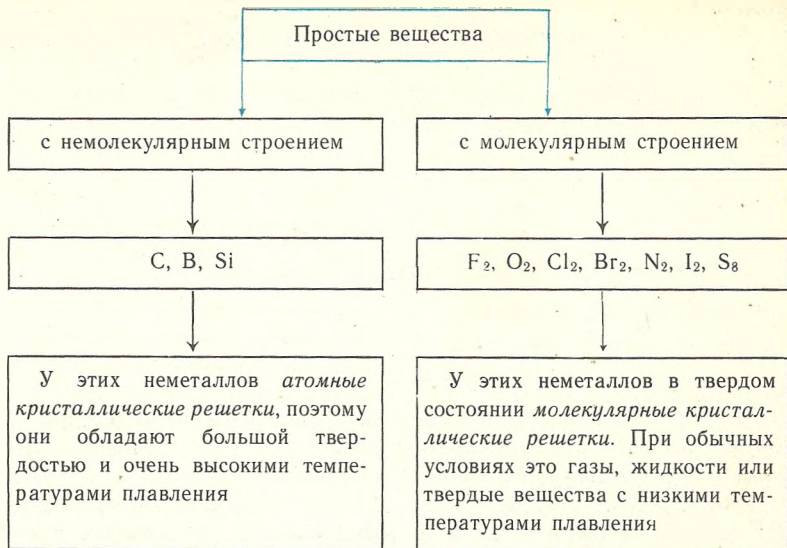 Простые вещества
с немолекулярным строением
с молекулярным строением
C, B, Si
F₂, O₂, Cl₂, Br₂, N₂, I₂, S₈
У этих неметаллов атомные
кристаллические решетки, поэтому
они обладают большой твер-
достью и очень высокими темпе-
ратурами плавления
У этих неметаллов в твердом
состоянии молекулярные кристал-
лические решетки. При обычных
условиях это газы, жидкости или
твердые вещества с низкими тем-
пературами плавления